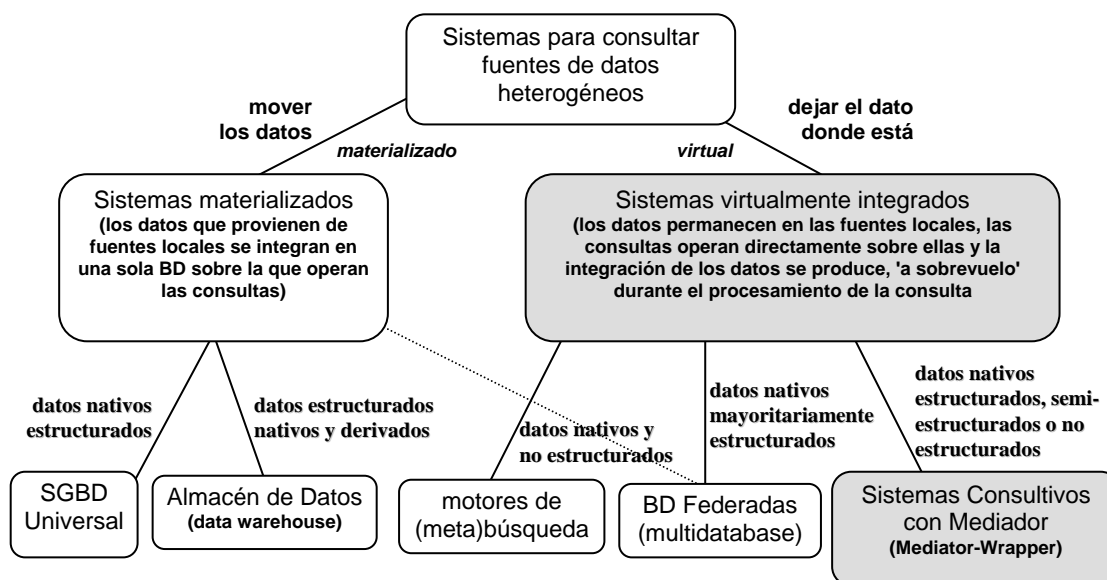 Sistemas para consultar
fuentes de datos
heterogéneos
mover
los datos
materializado
virtual
dejar el dato
donde está
Sistemas materializados
(los datos que provienen de
fuentes locales se integran en
una sola BD sobre la que operan
las consultas)
Sistemas virtualmente integrados
(los datos permanecen en las fuentes locales, las
consultas operan directamente sobre ellas y la
integración de los datos se produce, 'a sobrevuelo'
durante el procesamiento de la consulta
datos nativos
estructurados
datos estructurados
nativos y derivados
datos nativos y
no estructurados
datos nativos
mayoritariamente
estructurados
datos nativos
estructurados, semi-
estructurados o no
estructurados
SGBD
Universal
Almacén de Datos
(data warehouse)
motores de
(meta)búsqueda
BD Federadas
(multidatabase)
Sistemas Consultivos
con Mediador
(Mediator-Wrapper)